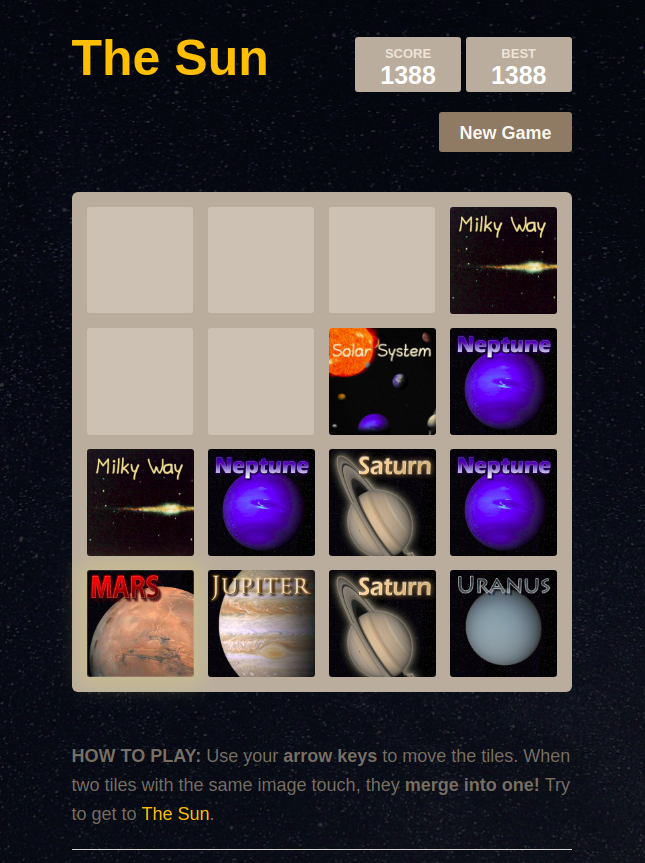 The Sun
SCORE
1388
BEST
1388
New Game
Milky Way
Solar System
Neptune
Milky Way
Neptune
Saturn
Neptune
MARS
JUPITER
Saturn
URANUS
HOW TO PLAY: Use your arrow keys to move the tiles. When
two tiles with the same image touch, they merge into one! Try
to get to The Sun.